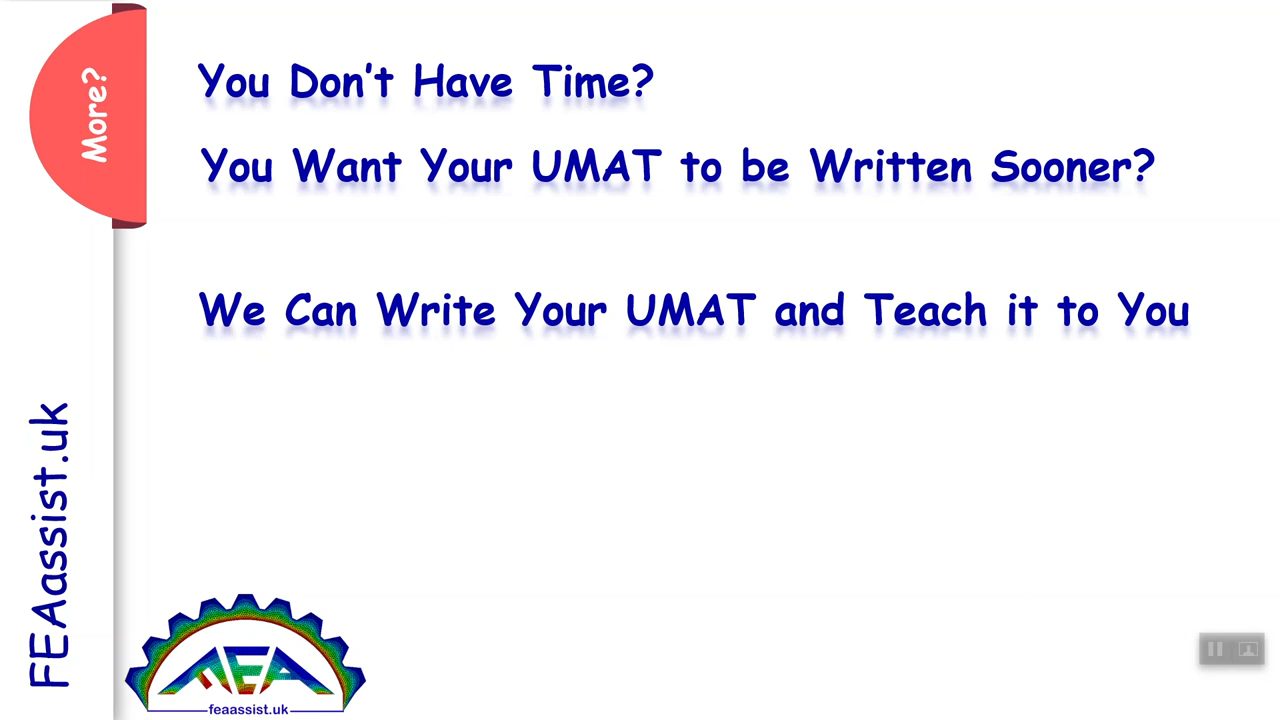 More?
You Don't Have Time?
You Want Your UMAT to be Written Sooner?
We Can Write Your UMAT and Teach it to You
FEAassist.uk
FEA
feaassist.uk